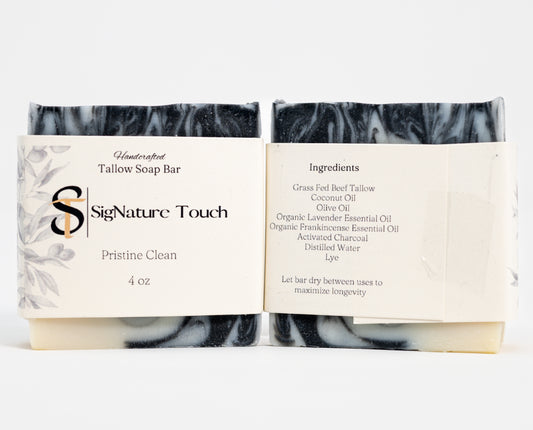 Handcrafted
Tallow Soap Bar
ST
SigNature Touch
Pristine Clean
4 oz
Ingredients
Grass Fed Beef Tallow
Coconut Oil
Olive Oil
Organic Lavender Essential Oil
Organic Frankincense Essential Oil
Activated Charcoal
Distilled Water
Lye
Let bar dry between uses to
maximize longevity